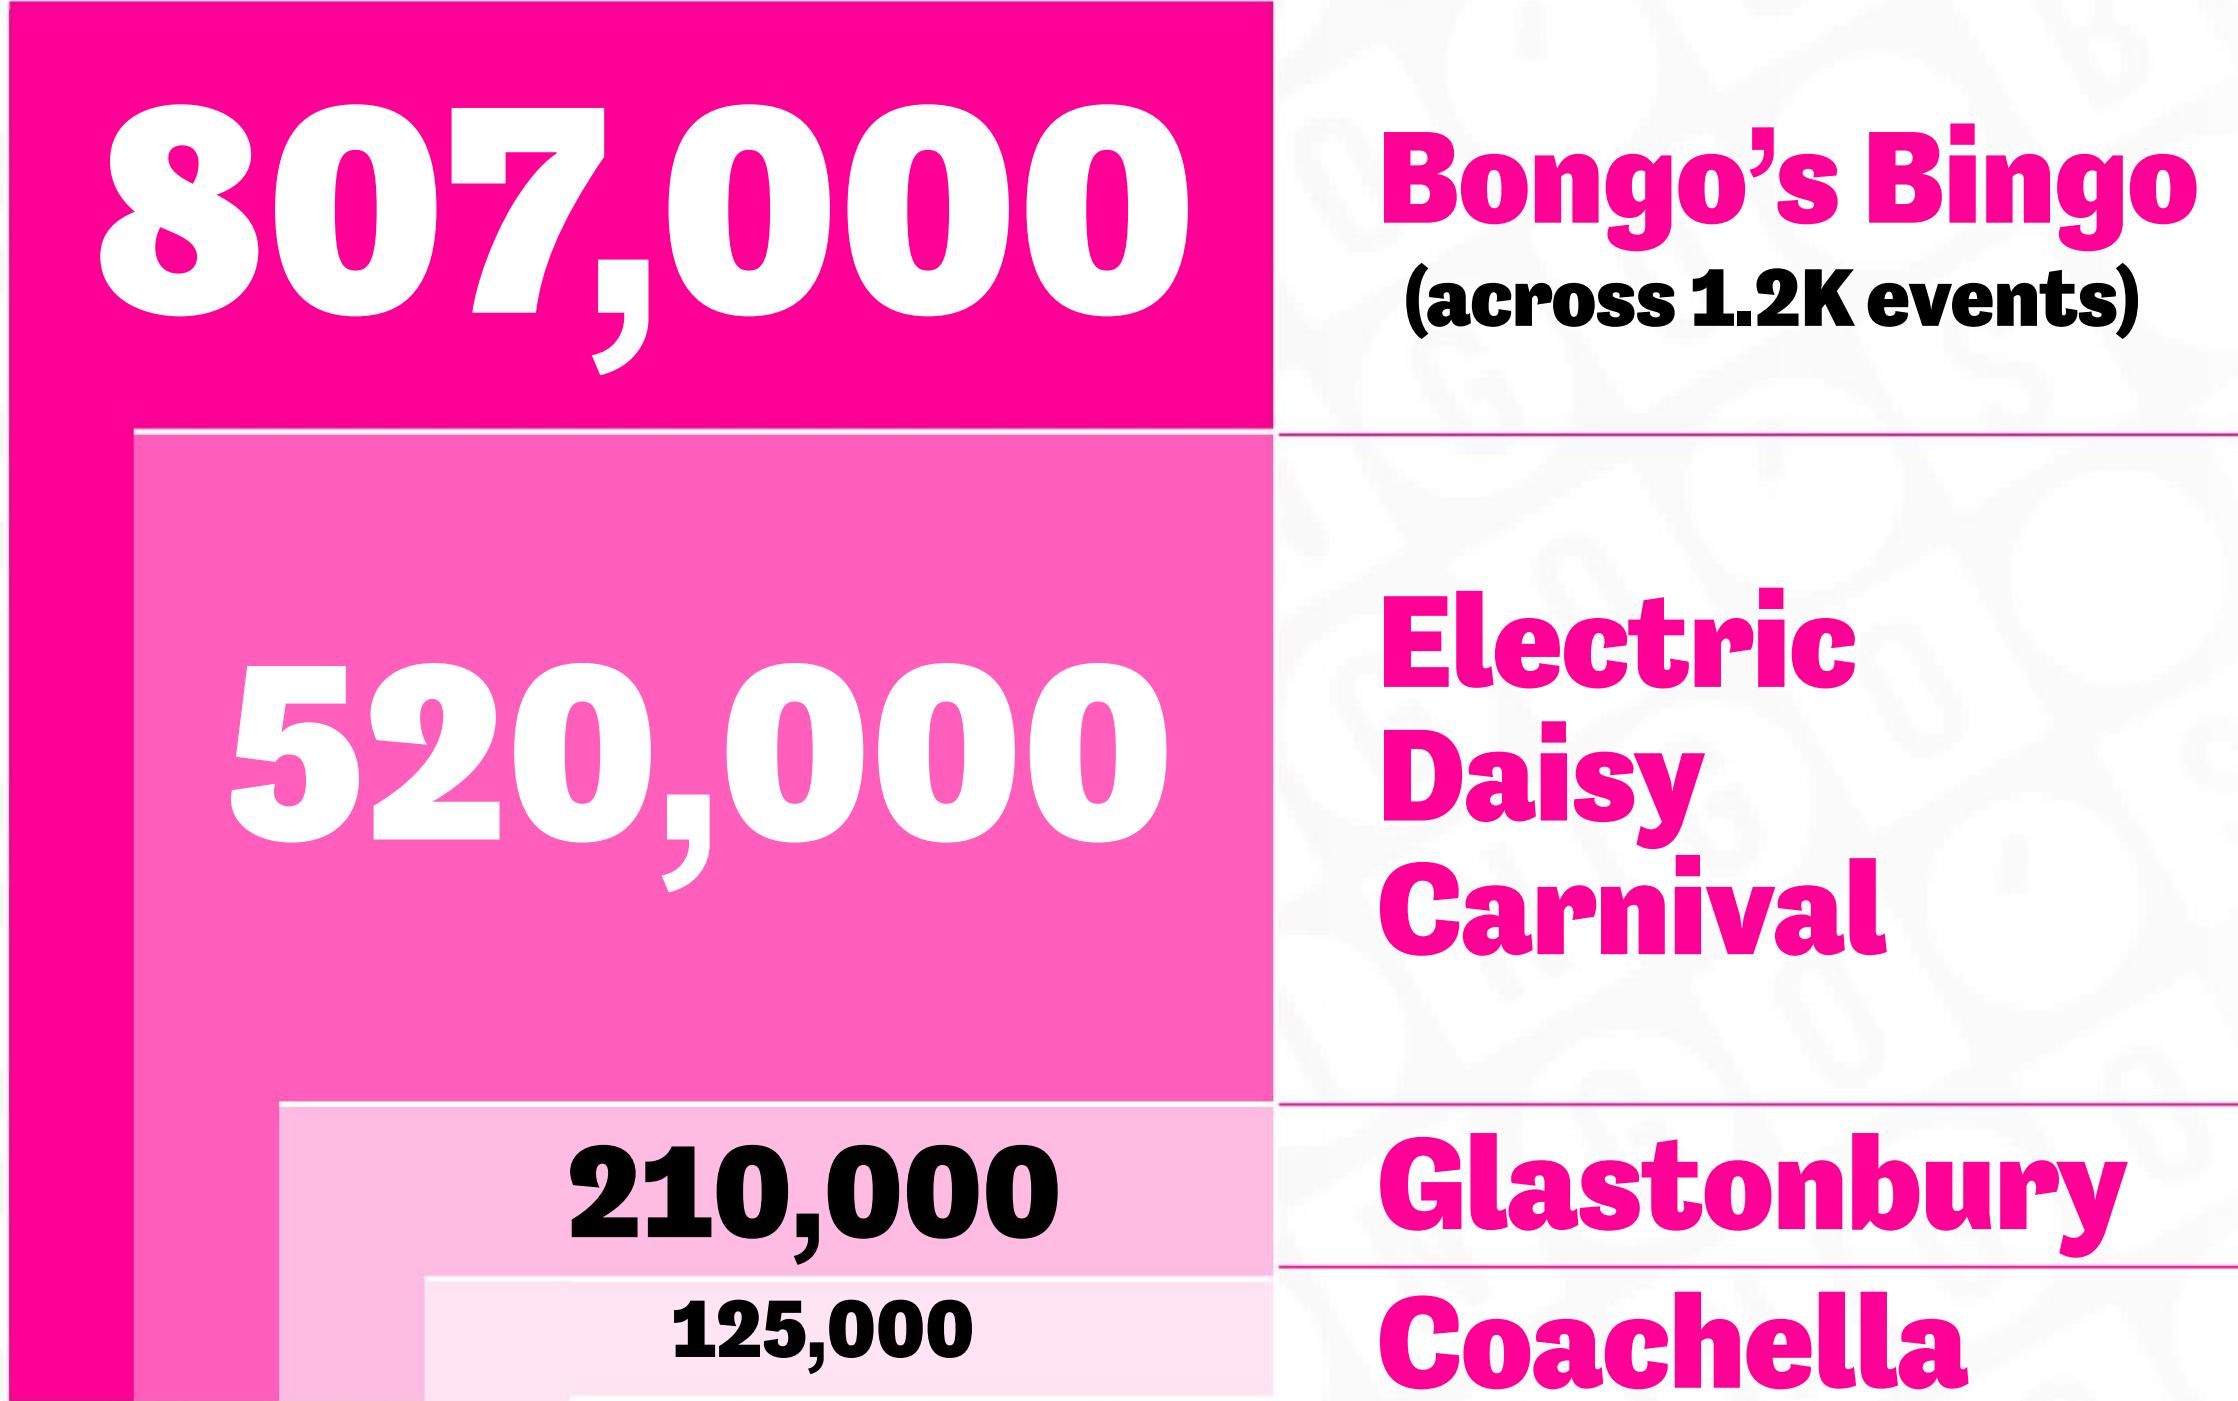 807,000
Bongo’s Bingo
(across 1.2K events)
520,000
Electric
Daisy
Carnival
210,000
Glastonbury
125,000
Coachella